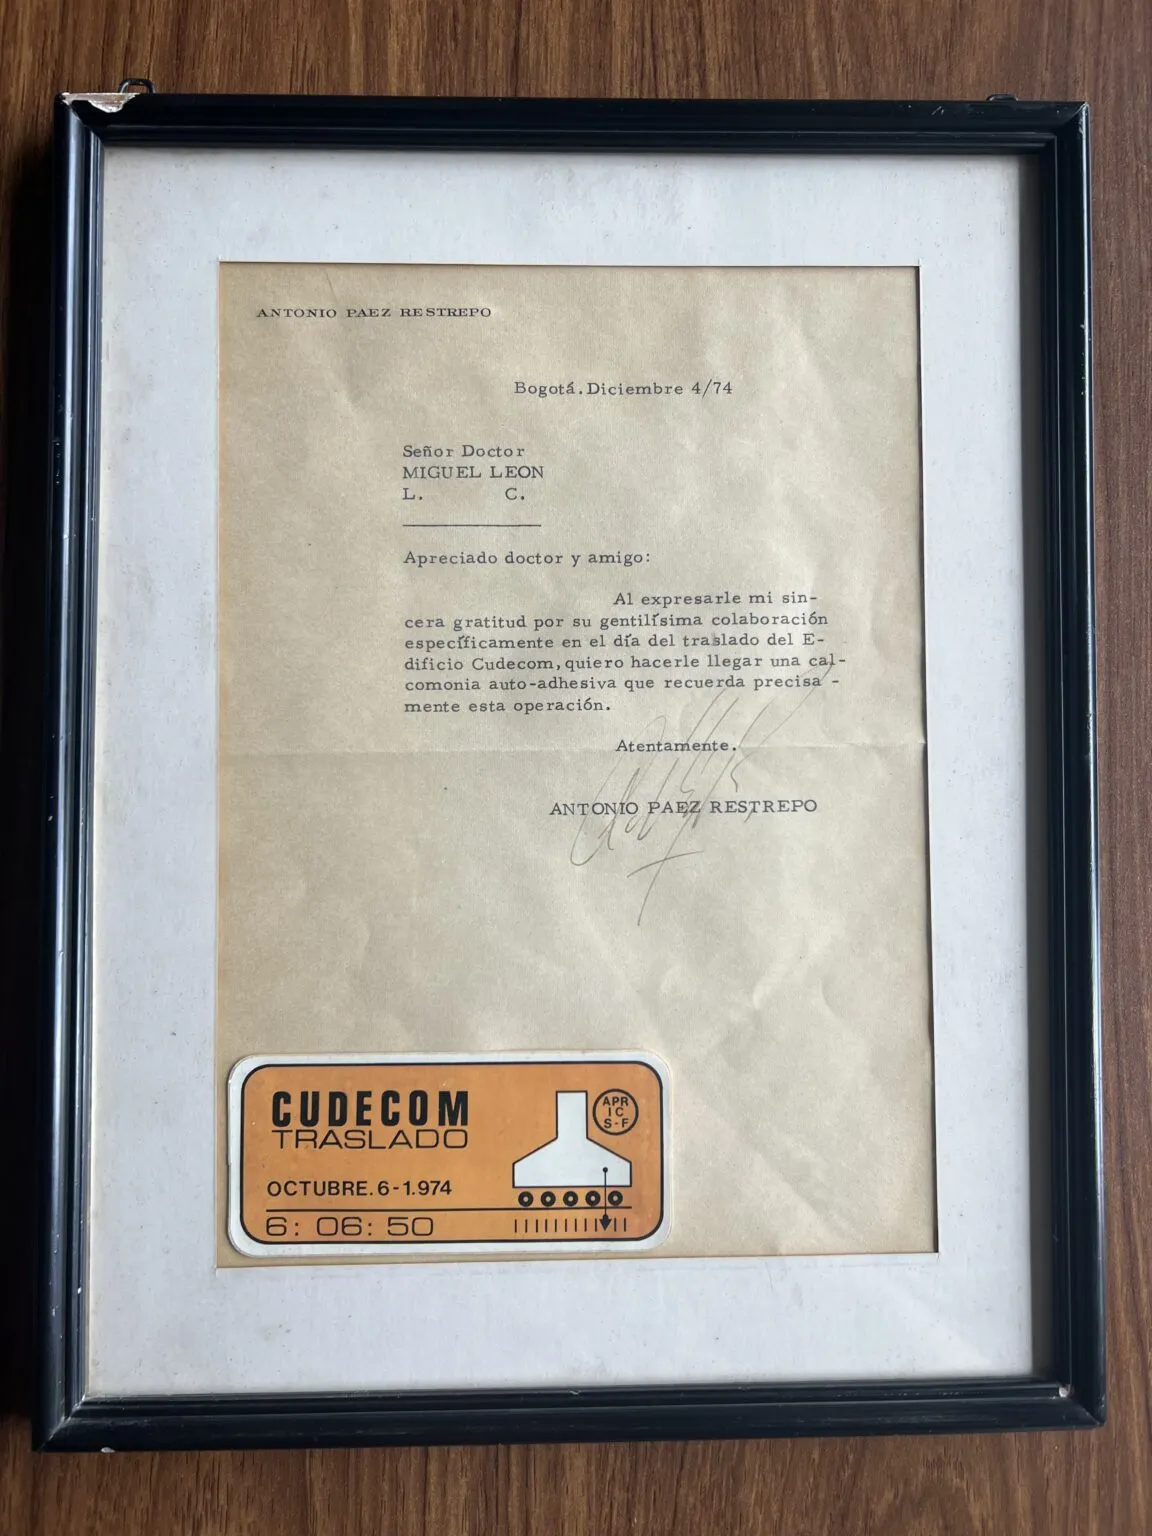 ANTONIO PAEZ RESTREPO
Bogotá.Diciembre 4/74
Señor Doctor
MIGUEL LEON
L. C.
Apreciado doctor y amigo:
Al expresarle mi sin-
cera gratitud por su gentilísima colaboración
específicamente en el día del traslado del E-
dificio Cudecom, quiero hacerle llegar una cal-
comonia auto-adhesiva que recuerda precisa-
mente esta operación.
Atentamente.
ANTONIO PAEZ RESTREPO
CUDECOM
TRASLADO
OCTUBRE.6-1.974
6: 06: 50
APR
IC
S-F